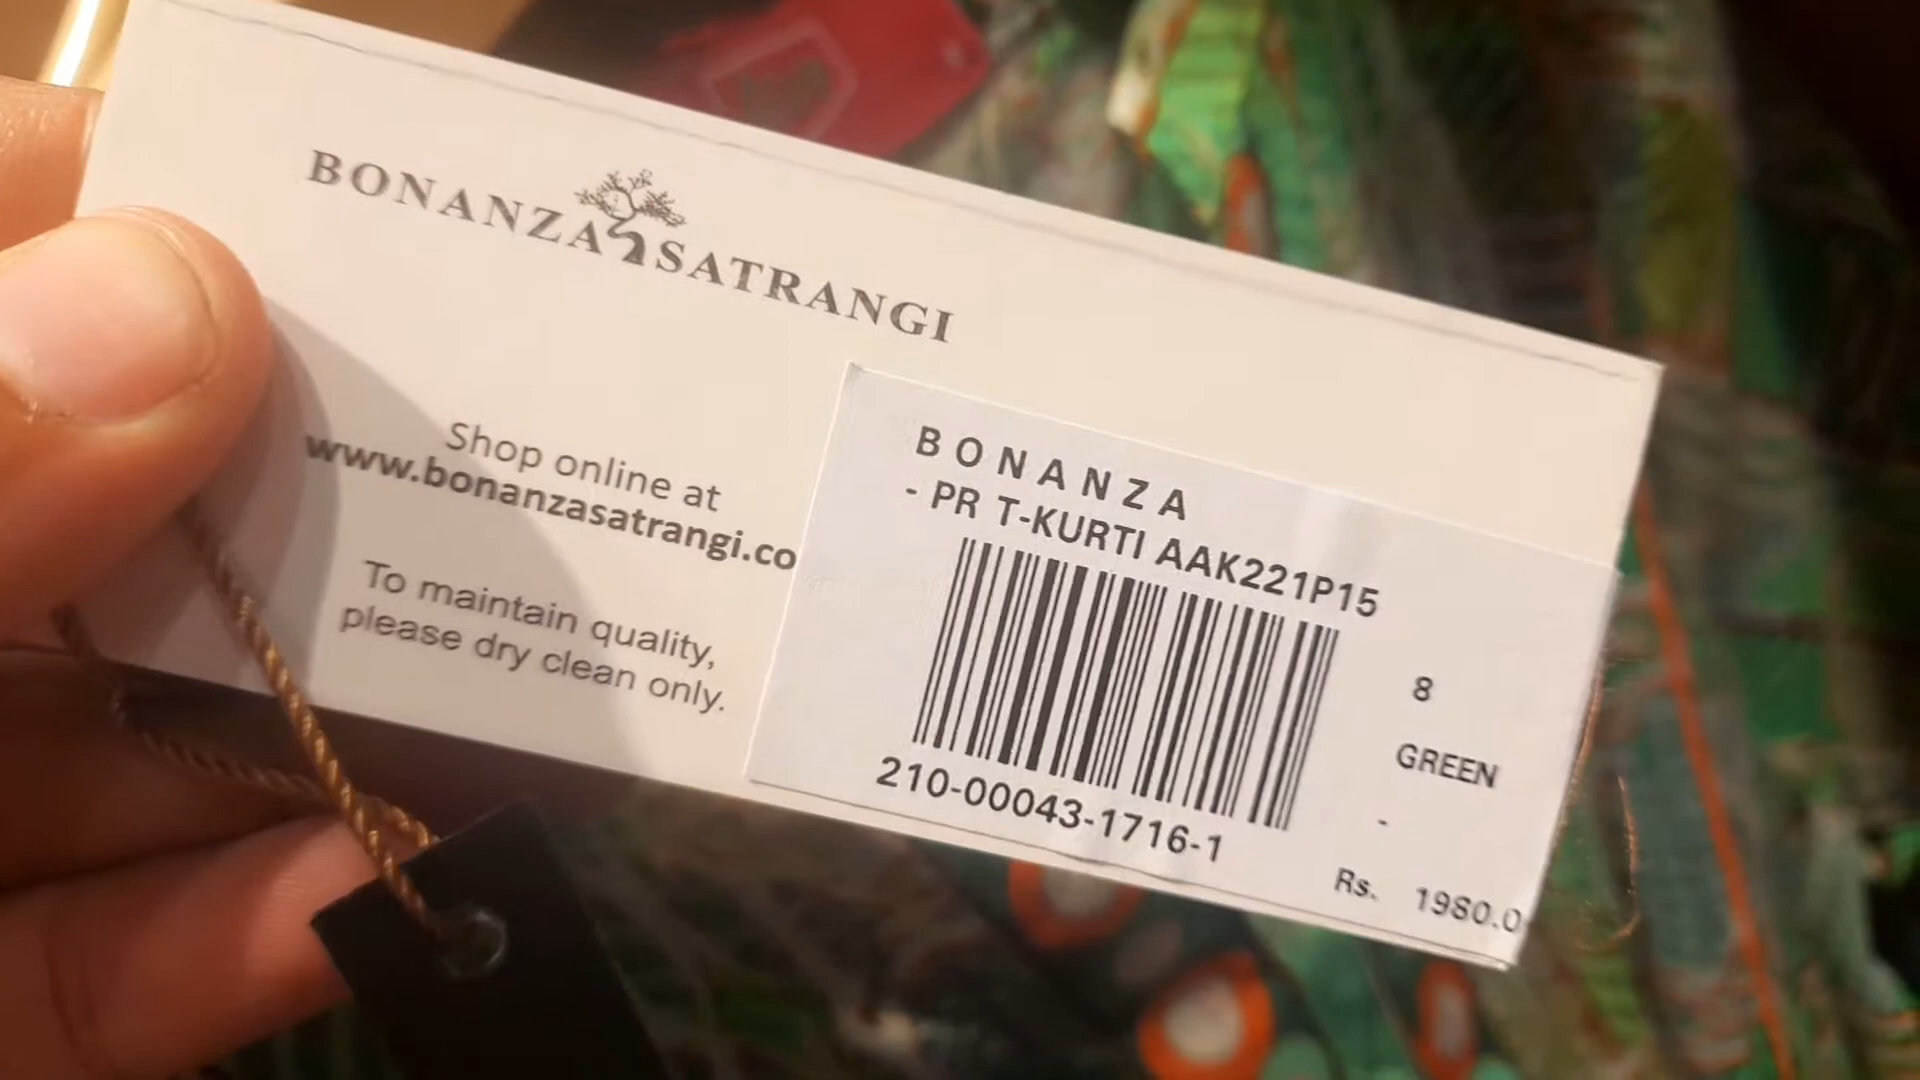 BONANZA SATRANGI
Shop online at
www.bonanzasatrangi.co
To maintain quality,
please dry clean only.
BONANZA
- PR T-KURTI AAK221P15
210-00043-1716-1
8
GREEN
-
Rs. 1980.0